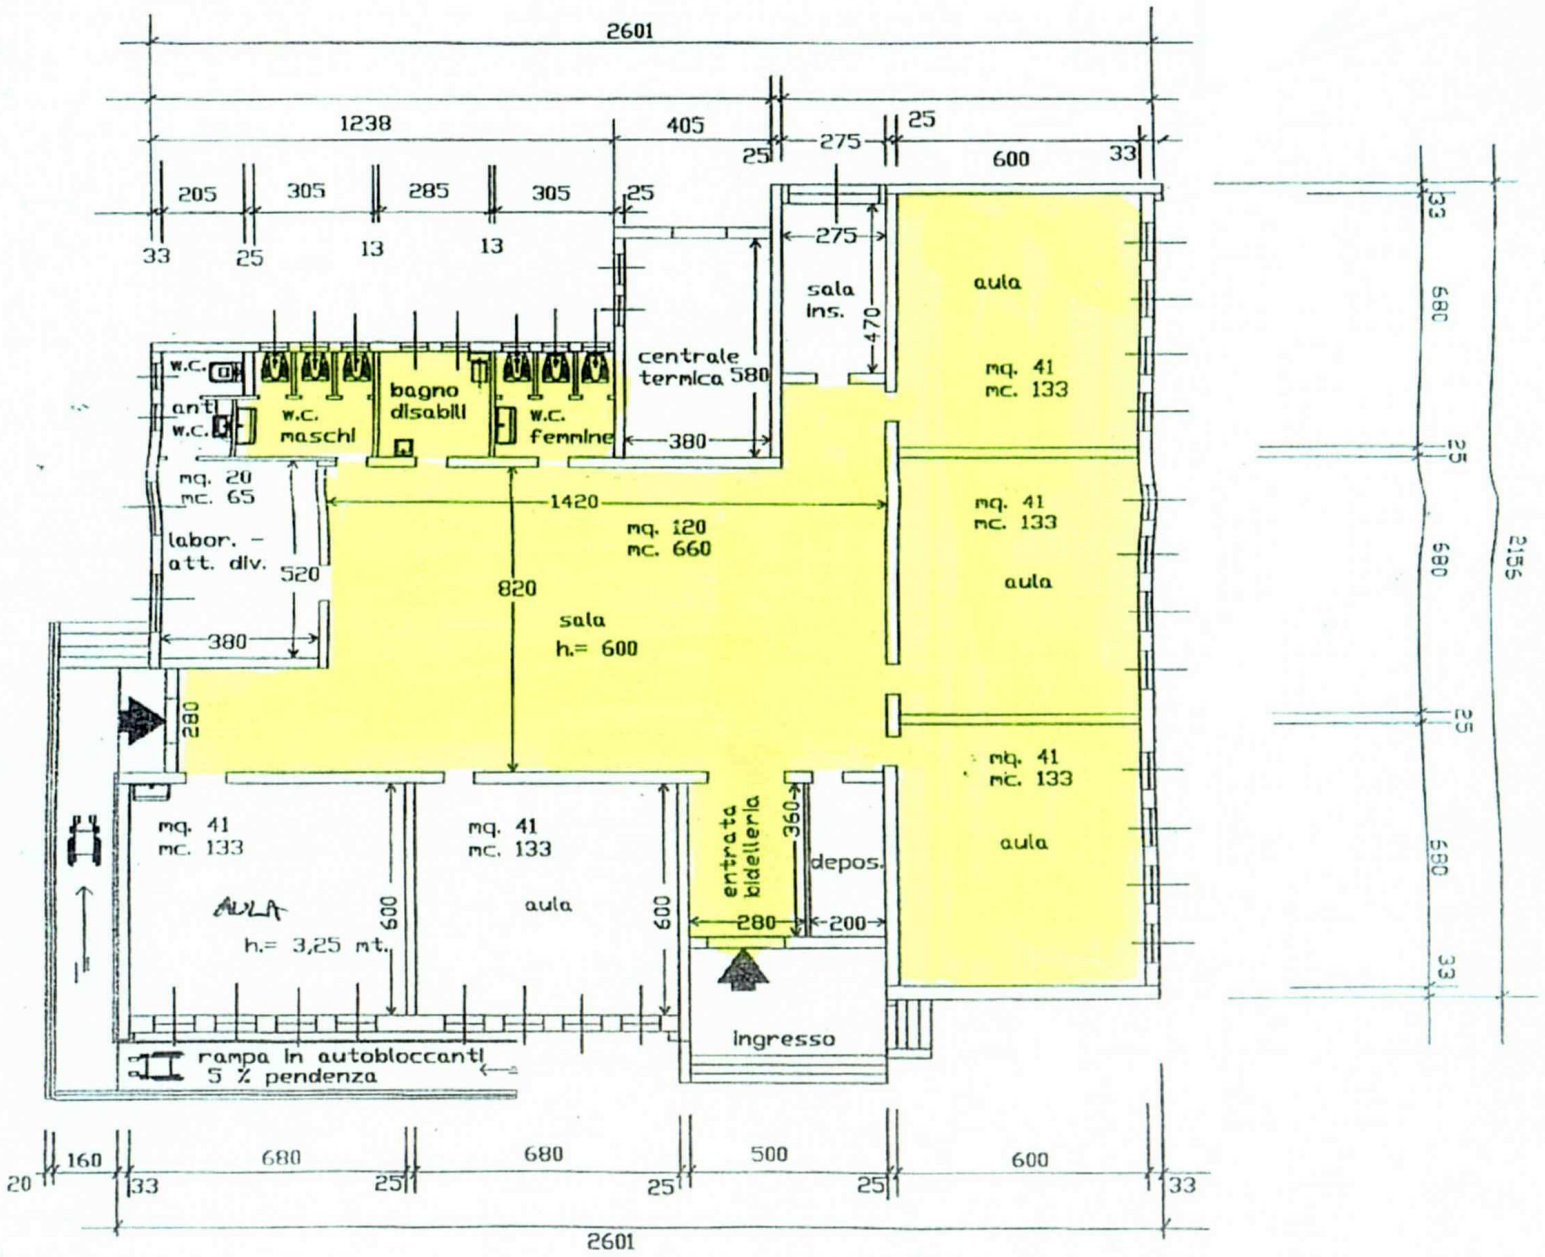 2601
1238
405
25
275
25
600
33
205
305
285
305
25
33
25
13
13
275
sala
ins.
470
aula
mq. 41
mc. 133
centrale
termica 580
380
w.c.
ant
w.c.
w.c.
maschi
bagno
disabili
w.c.
femmine
mq. 20
mc. 65
labor. -
att. div.
520
380
1420
mq. 120
mc. 660
820
sala
h.= 600
mq. 41
mc. 133
aula
280
mq. 41
mc. 133
AULA
h.= 3,25 mt.
600
mq. 41
mc. 133
aula
600
entrata
bidelleria
360
280
depos.
200
mq. 41
mc. 133
aula
ingresso
rampa in autobloccanti
5 % pendenza
33
680
25
680
25
680
33
2156
20
160
33
680
25
680
25
500
25
600
33
2601